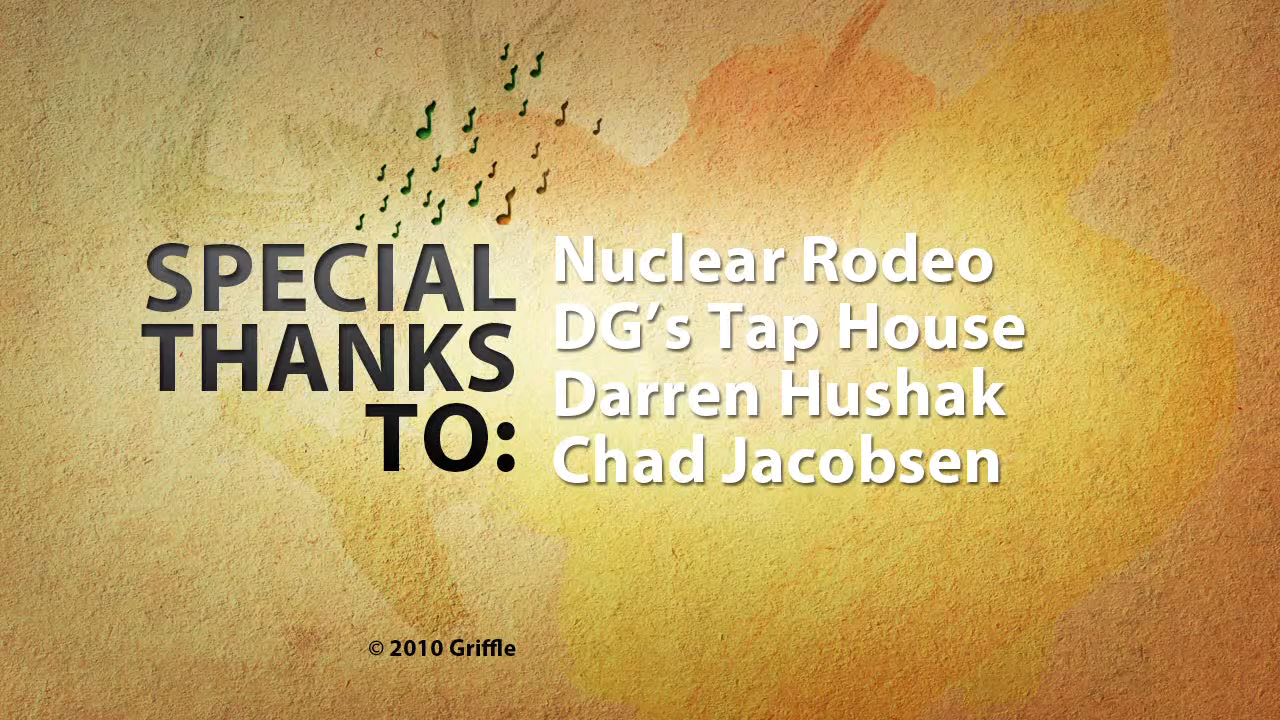 SPECIAL
THANKS
TO:
Nuclear Rodeo
DG’s Tap House
Darren Hushak
Chad Jacobsen
© 2010 Griffle